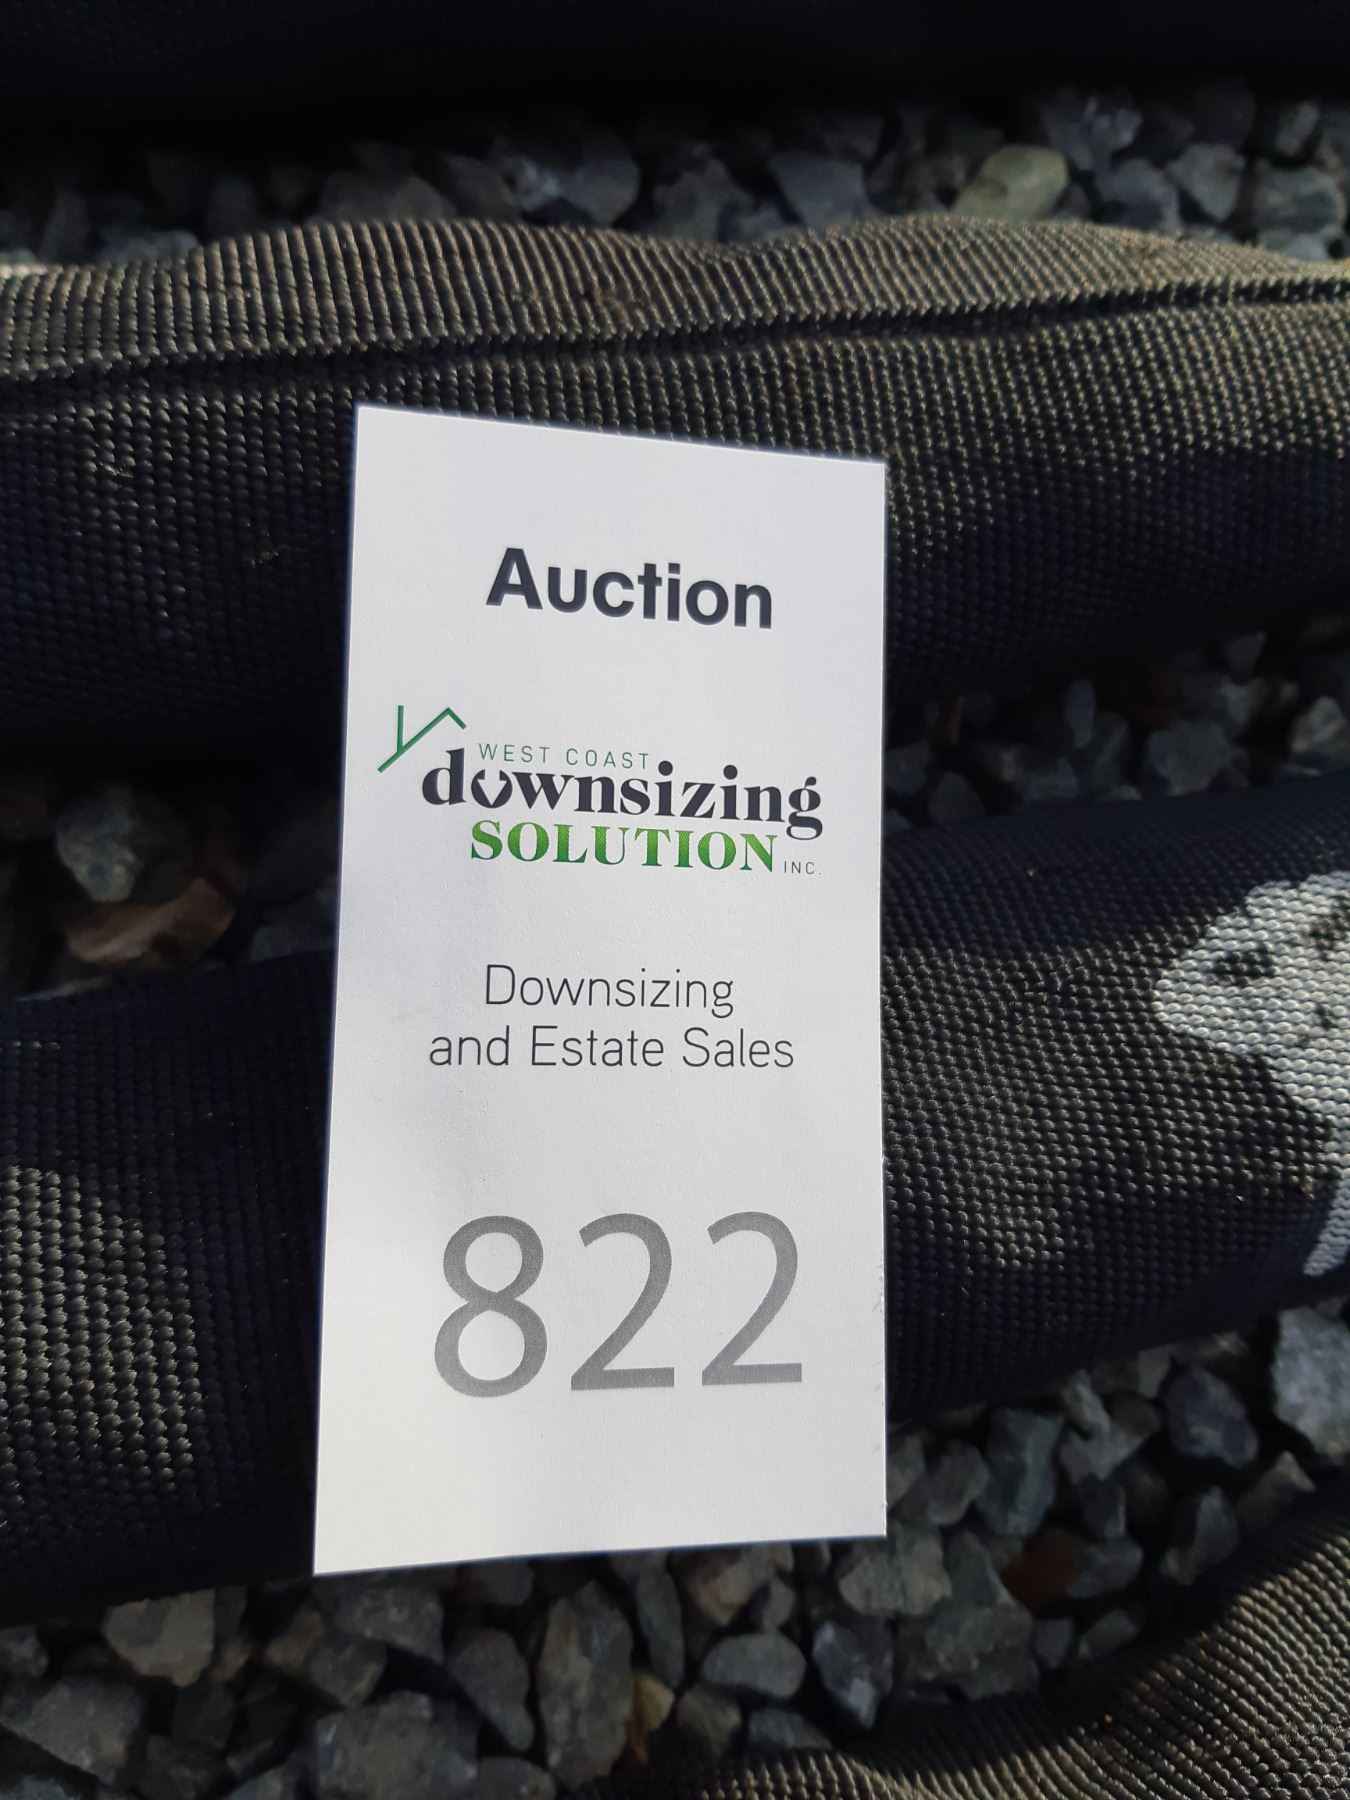 Auction
WEST COAST
downsizing
SOLUTION INC.
Downsizing
and Estate Sales
822